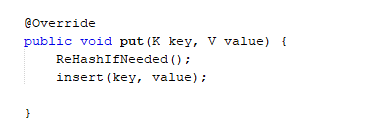 @Override
public void put(K key, V value) {
    ReHashIfNeeded();
    insert(key, value);
}